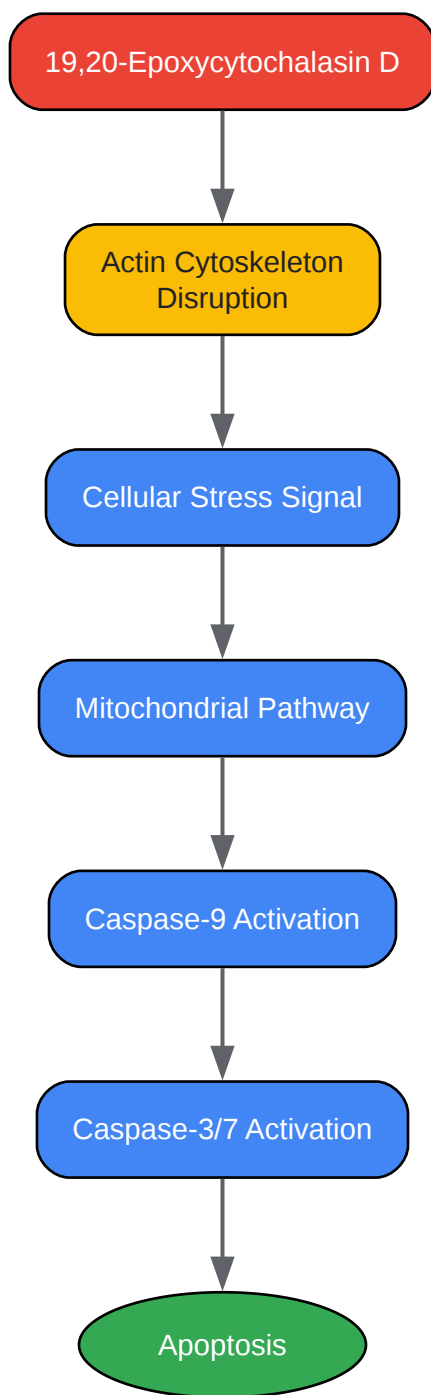 19,20-Epoxycytochalasin D
Actin Cytoskeleton
Disruption
Cellular Stress Signal
Mitochondrial Pathway
Caspase-9 Activation
Caspase-3/7 Activation
Apoptosis